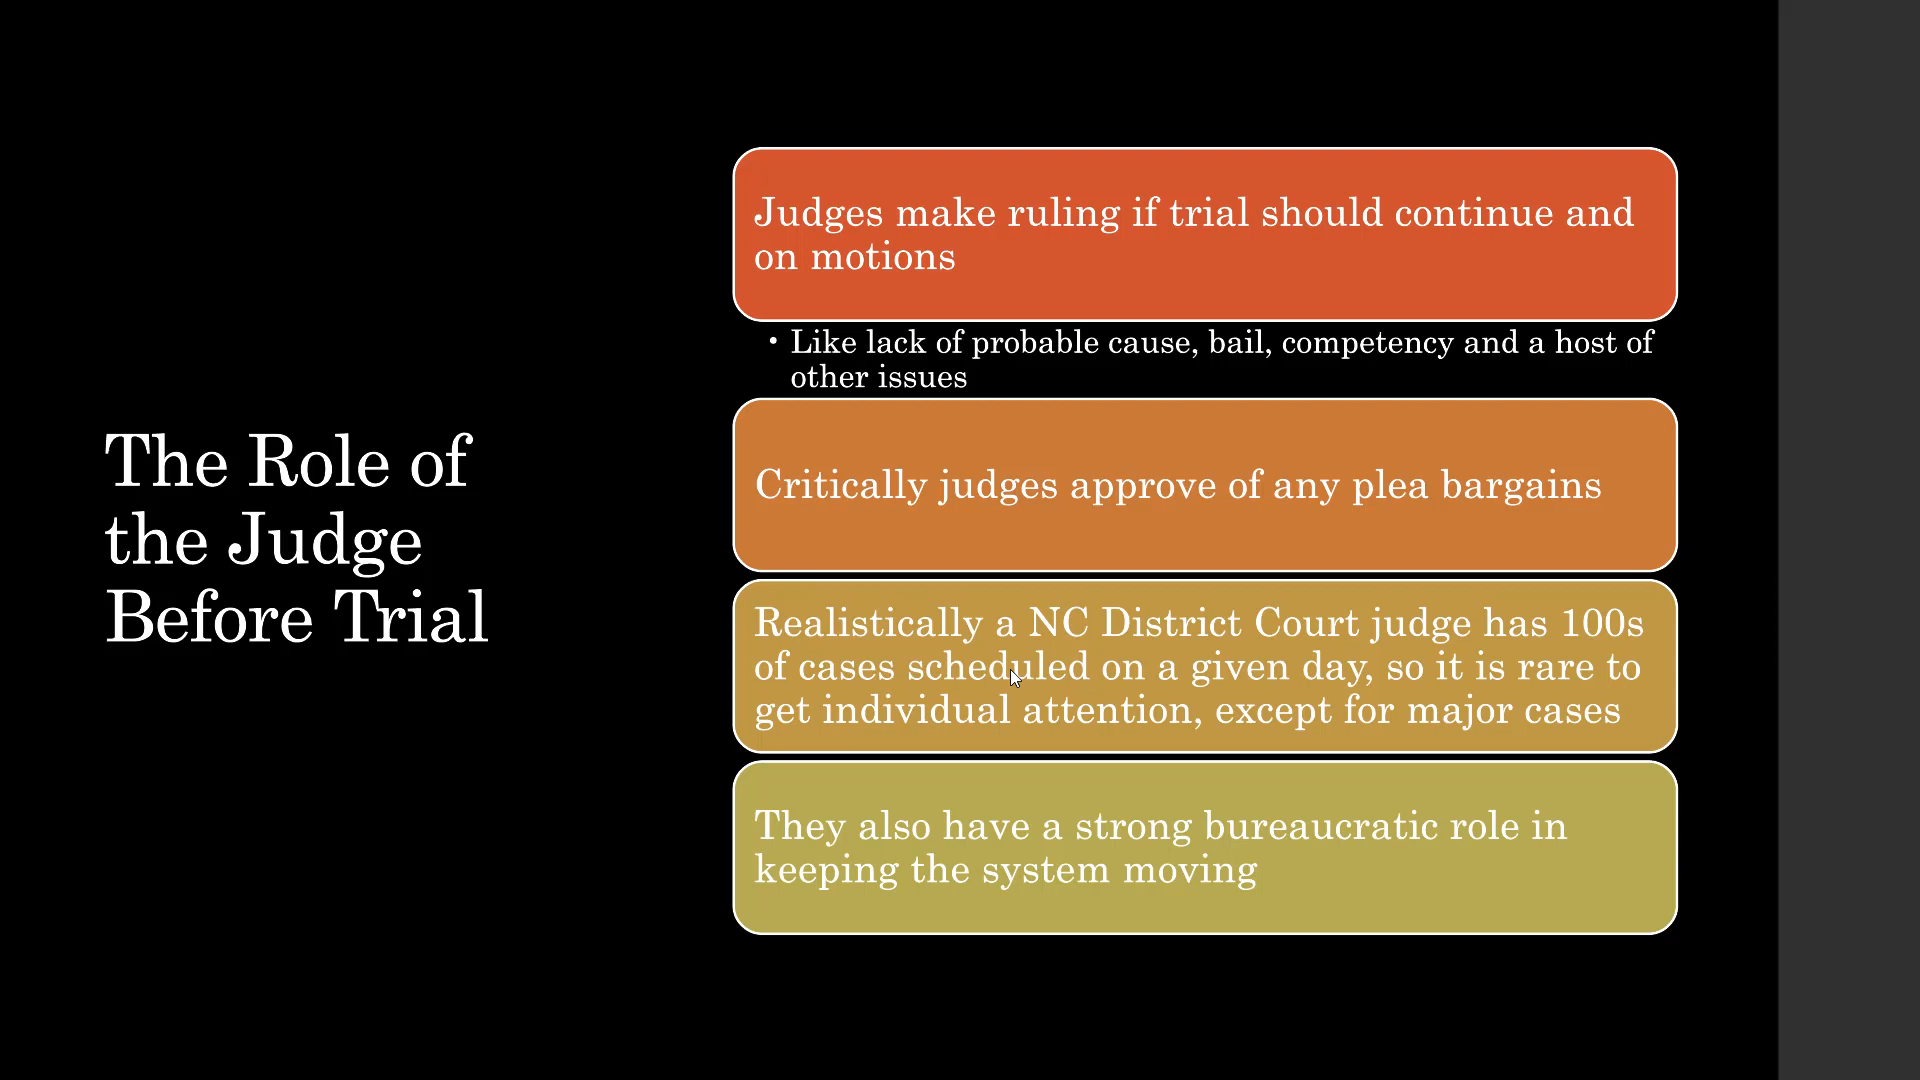 The Role of
the Judge
Before Trial
Judges make ruling if trial should continue and
on motions
• Like lack of probable cause, bail, competency and a host of
other issues
Critically judges approve of any plea bargains
Realistically a NC District Court judge has 100s
of cases scheduled on a given day, so it is rare to
get individual attention, except for major cases
They also have a strong bureaucratic role in
keeping the system moving